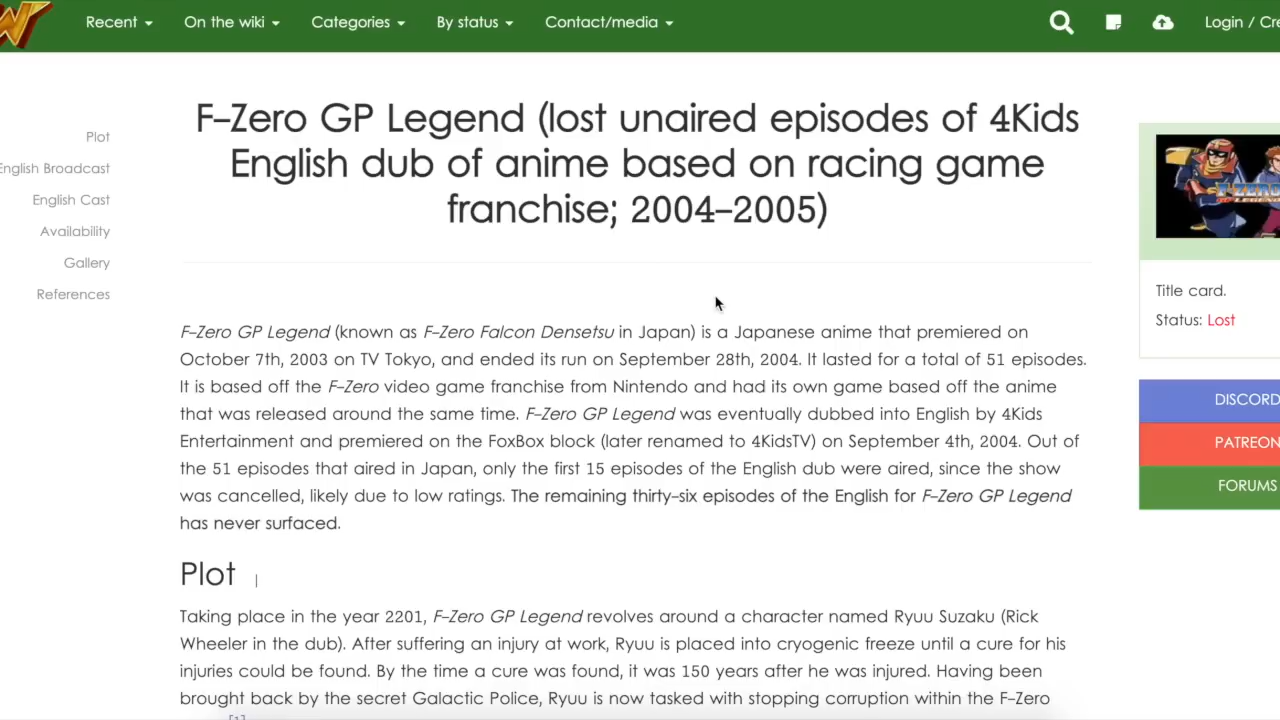 Recent
On the wiki
Categories
By status
Contact/media
Login / Cre
F-Zero GP Legend (lost unaired episodes of 4Kids
English dub of anime based on racing game
franchise; 2004-2005)
Plot
English Broadcast
English Cast
Availability
Gallery
References
F-Zero GP Legend (known as F-Zero Falcon Densetsu in Japan) is a Japanese anime that premiered on
October 7th, 2003 on TV Tokyo, and ended its run on September 28th, 2004. It lasted for a total of 51 episodes.
It is based off the F-Zero video game franchise from Nintendo and had its own game based off the anime
that was released around the same time. F-Zero GP Legend was eventually dubbed into English by 4Kids
Entertainment and premiered on the FoxBox block (later renamed to 4KidsTV) on September 4th, 2004. Out of
the 51 episodes that aired in Japan, only the first 15 episodes of the English dub were aired, since the show
was cancelled, likely due to low ratings. The remaining thirty-six episodes of the English for F-Zero GP Legend
has never surfaced.
Plot
Taking place in the year 2201, F-Zero GP Legend revolves around a character named Ryuu Suzaku (Rick
Wheeler in the dub). After suffering an injury at work, Ryuu is placed into cryogenic freeze until a cure for his
injuries could be found. By the time a cure was found, it was 150 years after he was injured. Having been
brought back by the secret Galactic Police, Ryuu is now tasked with stopping corruption within the F-Zero
[1]
Title card.
Status: Lost
DISCORD
PATREON
FORUMS